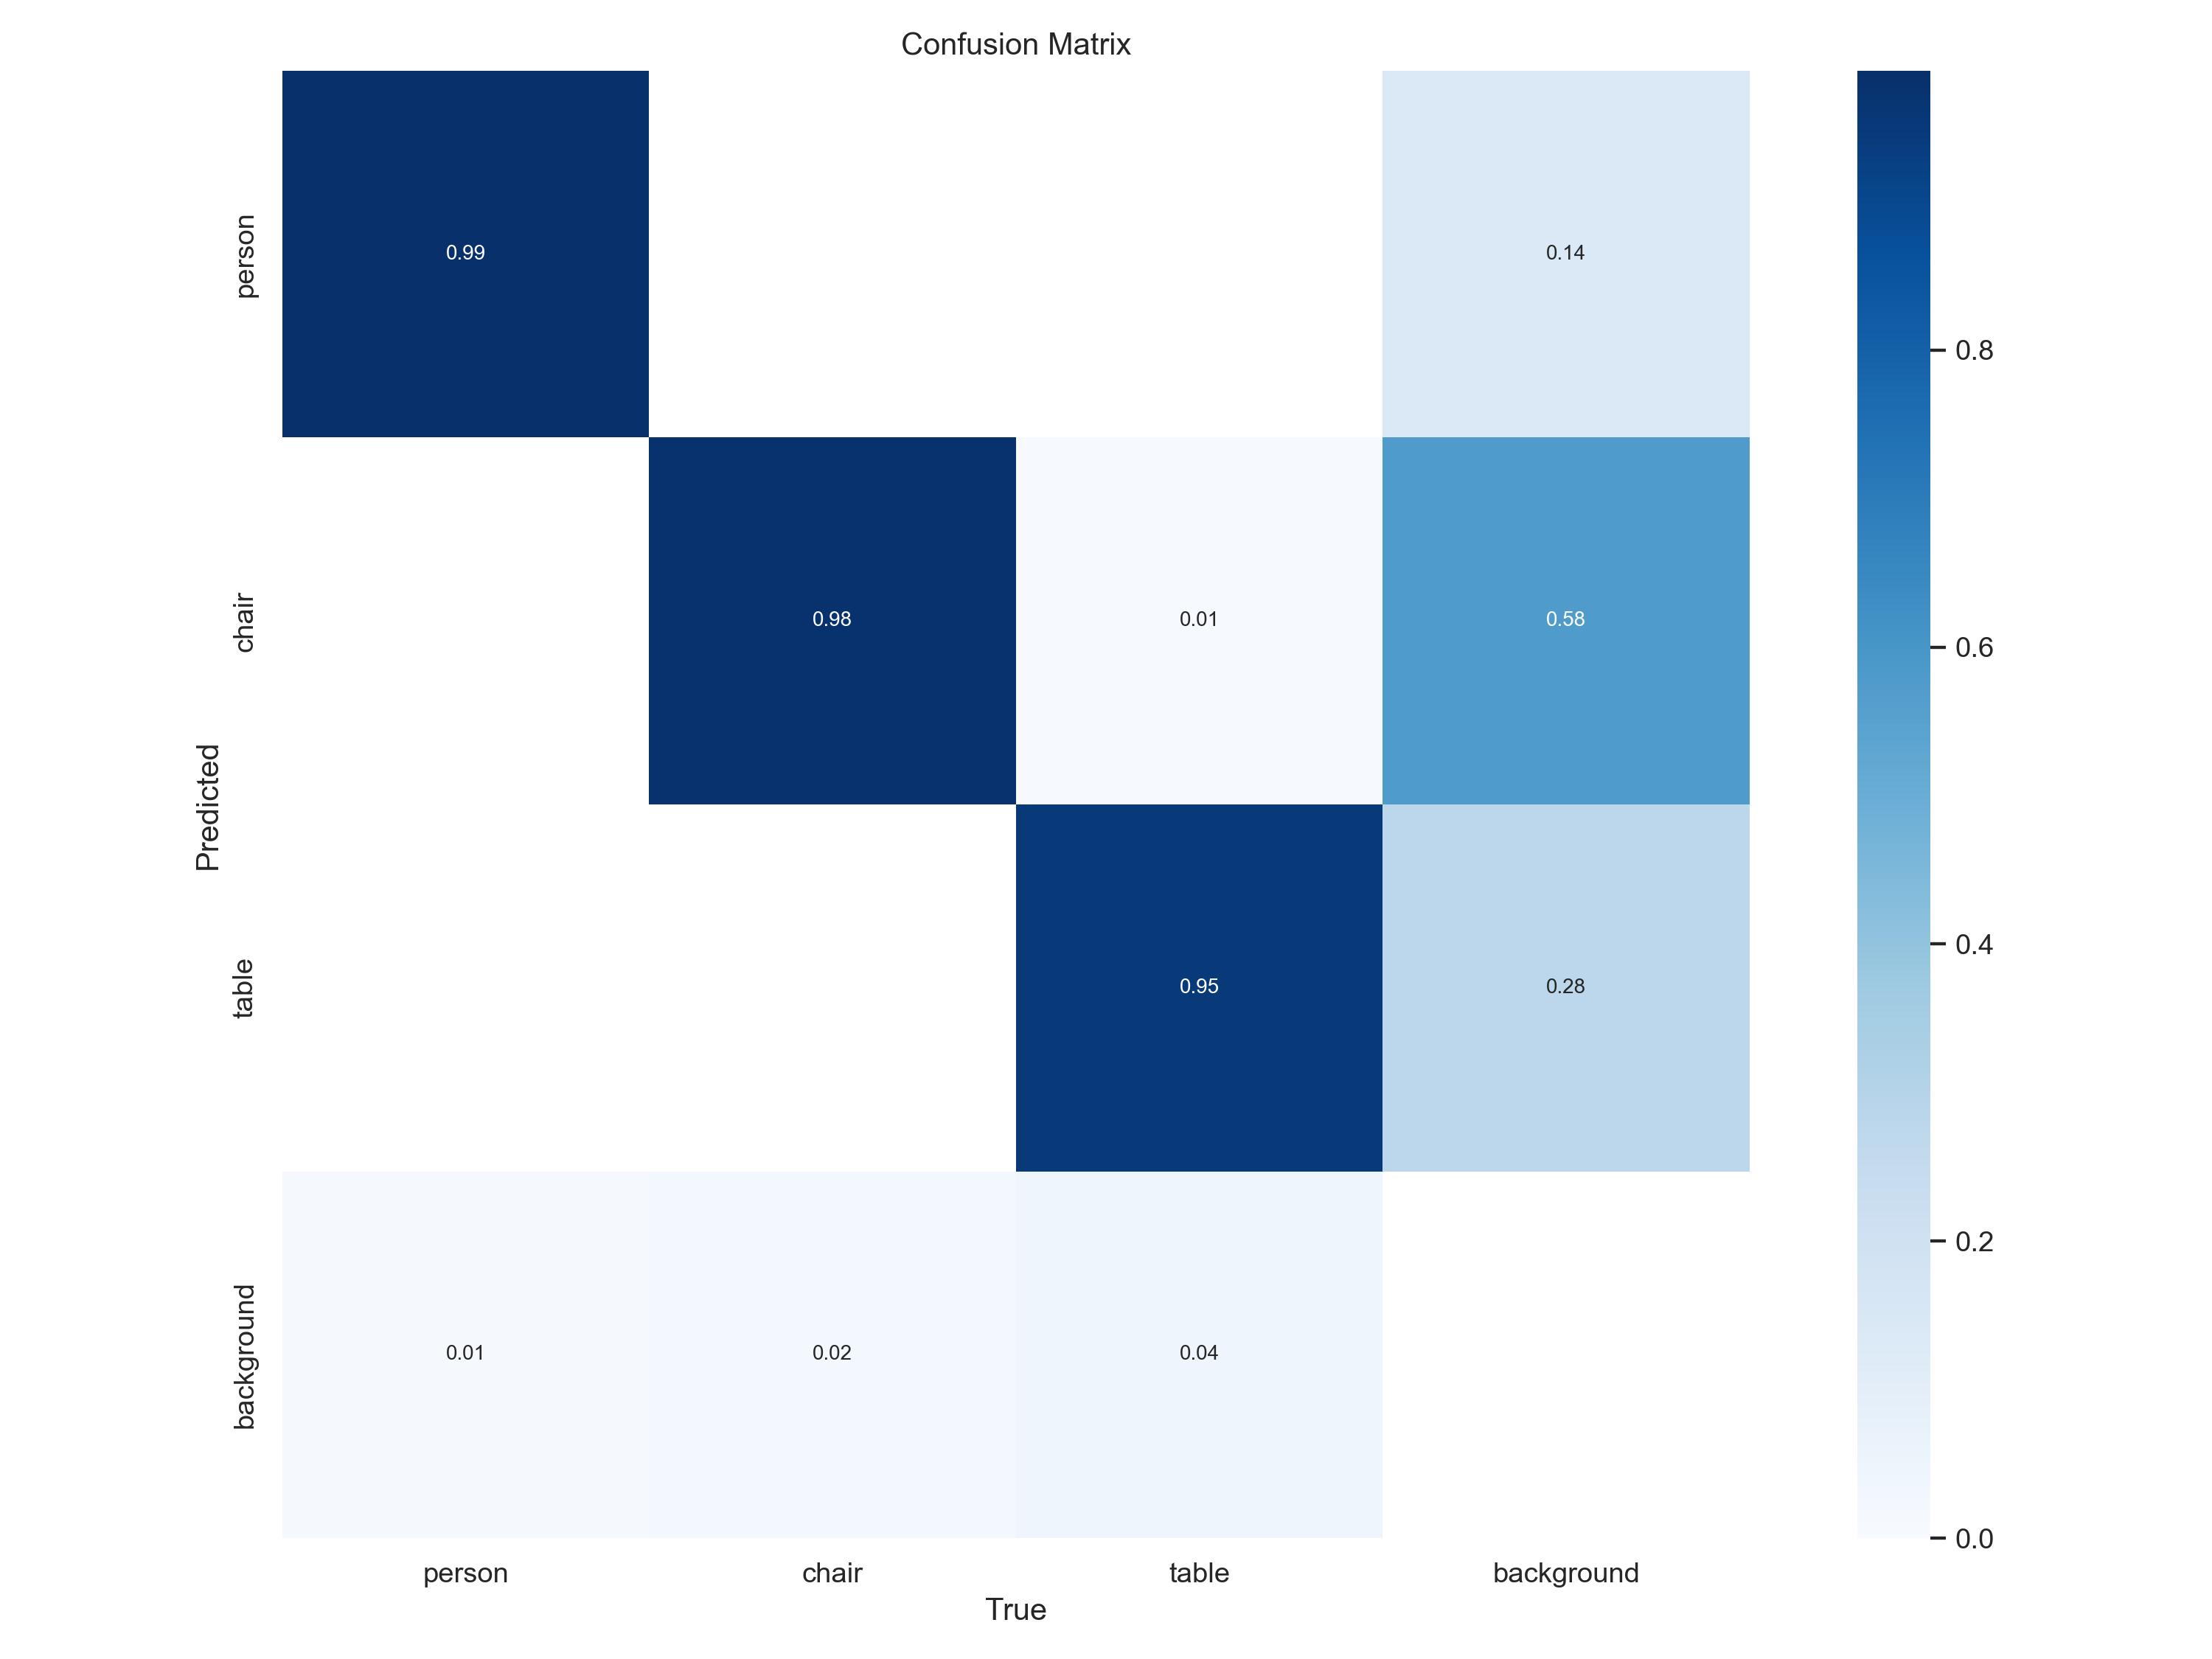 Confusion Matrix
person
0.99
0.14
0.8
chair
0.98
0.01
0.58
0.6
Predicted
table
0.95
0.28
0.4
background
0.01
0.02
0.04
0.2
0.0
person chair table background
True